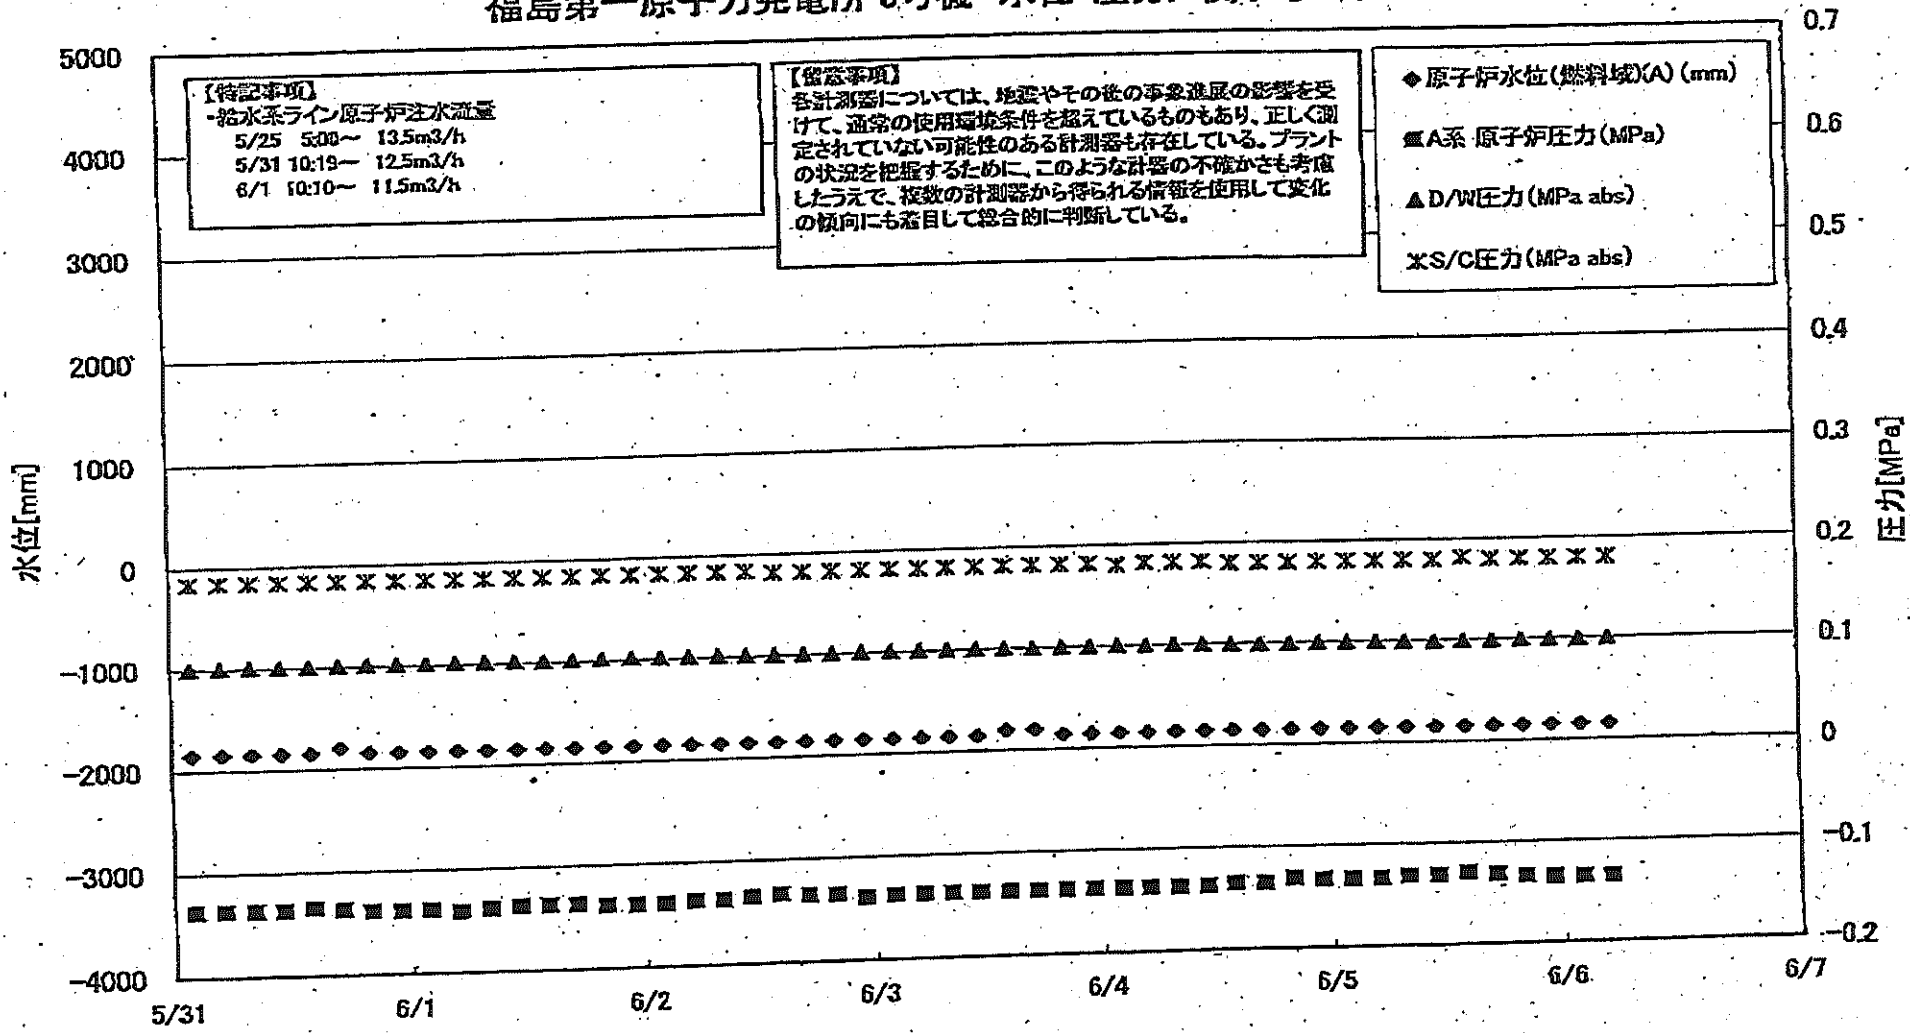 福島第一原子力発電所
5000
4000
3000
2000
1000
0
-1000
-2000
-3000
-4000
水位[mm]
【特記事項】
・給水系ライン原子炉注水流量
5/25 5:00〜 13.5m3/h
5/31 10:19〜 12.5m3/h
6/1 10:10〜 11.5m3/h
【留意事項】
各計測器については、地震やその後の事象進展の影響を受
けて、通常の使用環境条件を超えているものもあり、正しく測
定されていない可能性のある計測器も存在している。プラント
の状況を把握するために、このような計器の不確かさも考慮
したうえで、複数の計測器から得られる情報を使用して変化
の傾向にも着目して総合的に判断している。
◆原子炉水位(燃料域)(A)(mm)
■A系 原子炉圧力(MPa)
▲D/W圧力(MPa abs)
S/C圧力(MPa abs)
0.7
0.6
0.5
0.4
0.3
0.2
0.1
0
-0.1
-0.2
圧力[MPa]
5/31
6/1
6/2
6/3
6/4
6/5
6/6
6/7